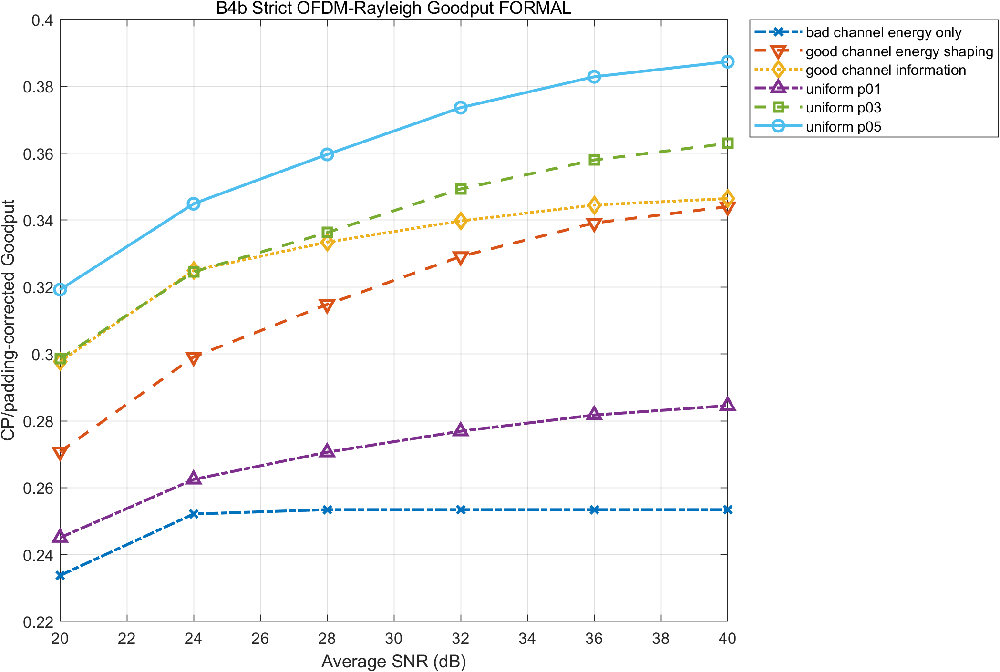 B4b Strict OFDM-Rayleigh Goodput FORMAL
0.4
0.38
0.36
0.34
0.32
0.3
0.28
0.26
0.24
0.22
CP/padding-corrected Goodput
20 22 24 26 28 30 32 34 36 38 40
Average SNR (dB)
bad channel energy only
good channel energy shaping
good channel information
uniform p01
uniform p03
uniform p05